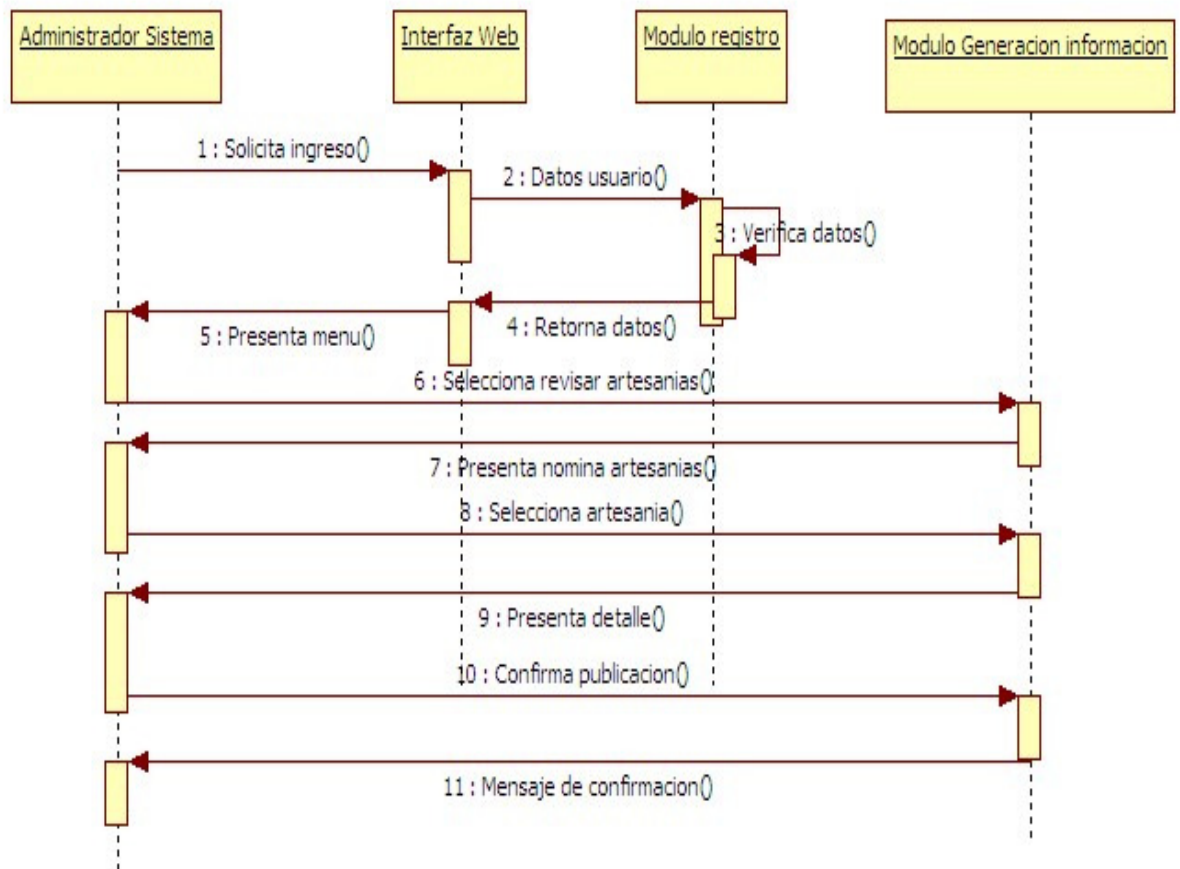 Administrador Sistema
Interfaz Web
Modulo registro
Modulo Generacion informacion
1 : Solicita ingreso()
2 : Datos usuario()
3 : Verifica datos()
4 : Retorna datos()
5 : Presenta menu()
6 : Selecciona revisar artesanias()
7 : Presenta nomina artesanias()
8 : Selecciona artesania()
9 : Presenta detalle()
10 : Confirma publicacion()
11 : Mensaje de confirmacion()